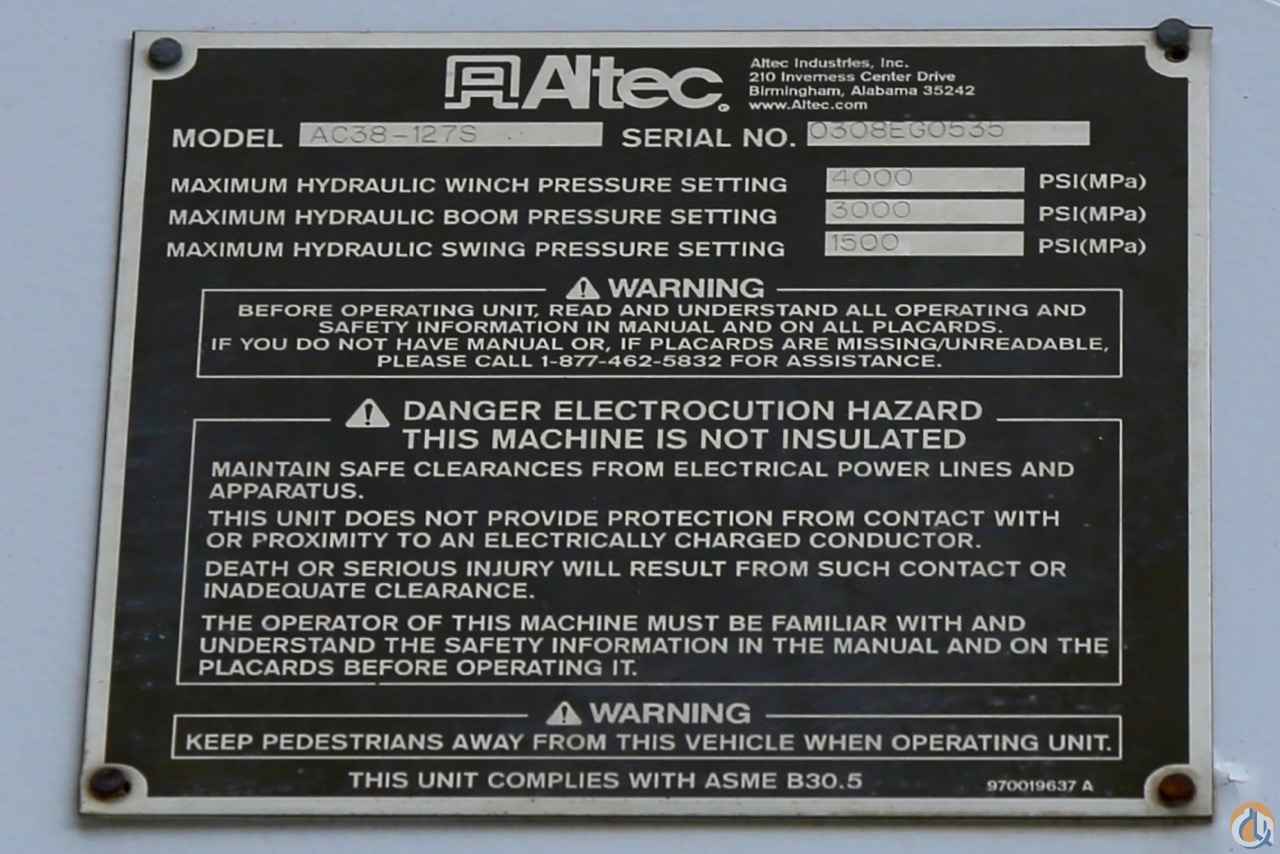 Altec
Altec Industries, Inc.
210 Inverness Center Drive
Birmingham, Alabama 35242
www.Altec.com
MODEL AC38-127S SERIAL NO. 0308EG0535
MAXIMUM HYDRAULIC WINCH PRESSURE SETTING 4000 PSI(MPa)
MAXIMUM HYDRAULIC BOOM PRESSURE SETTING 3000 PSI(MPa)
MAXIMUM HYDRAULIC SWING PRESSURE SETTING 1500 PSI(MPa)
WARNING
BEFORE OPERATING UNIT, READ AND UNDERSTAND ALL OPERATING AND
SAFETY INFORMATION IN MANUAL AND ON ALL PLACARDS.
IF YOU DO NOT HAVE MANUAL OR, IF PLACARDS ARE MISSING/UNREADABLE,
PLEASE CALL 1-877-462-5832 FOR ASSISTANCE.
DANGER ELECTROCUTION HAZARD
THIS MACHINE IS NOT INSULATED
MAINTAIN SAFE CLEARANCES FROM ELECTRICAL POWER LINES AND
APPARATUS.
THIS UNIT DOES NOT PROVIDE PROTECTION FROM CONTACT WITH
OR PROXIMITY TO AN ELECTRICALLY CHARGED CONDUCTOR.
DEATH OR SERIOUS INJURY WILL RESULT FROM SUCH CONTACT OR
INADEQUATE CLEARANCE.
THE OPERATOR OF THIS MACHINE MUST BE FAMILIAR WITH AND
UNDERSTAND THE SAFETY INFORMATION IN THE MANUAL AND ON THE
PLACARDS BEFORE OPERATING IT.
WARNING
KEEP PEDESTRIANS AWAY FROM THIS VEHICLE WHEN OPERATING UNIT.
THIS UNIT COMPLIES WITH ASME B30.5
970019637 A